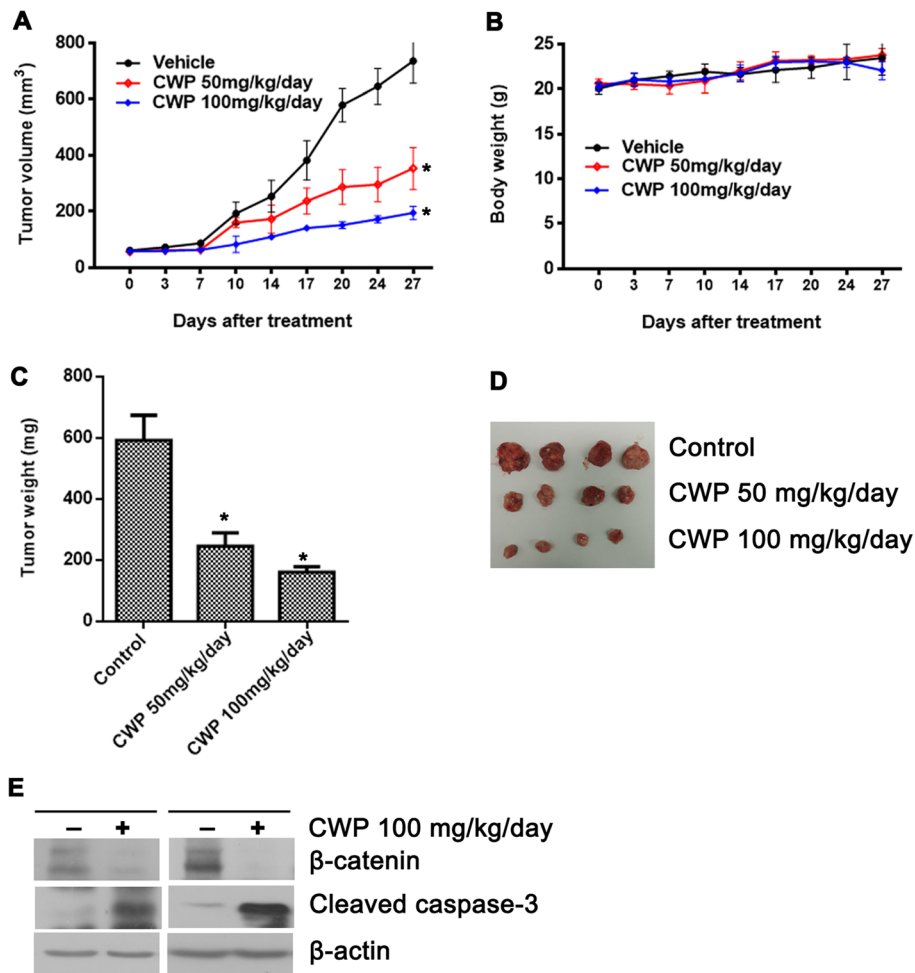 A
Tumor volume (mm³)
800
600
400
200
0
Vehicle
CWP 50mg/kg/day
CWP 100mg/kg/day
*
*
0 3 7 10 14 17 20 24 27
Days after treatment
B
Body weight (g)
25
20
15
10
5
0
Vehicle
CWP 50mg/kg/day
CWP 100mg/kg/day
0 3 7 10 14 17 20 24 27
Days after treatment
C
Tumor weight (mg)
800
600
400
200
0
*
*
Control
CWP 50mg/kg/day
CWP 100mg/kg/day
D
Control
CWP 50 mg/kg/day
CWP 100 mg/kg/day
E
– + – + CWP 100 mg/kg/day
β-catenin
Cleaved caspase-3
β-actin